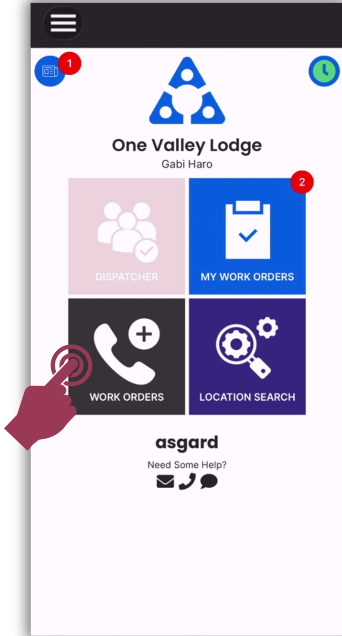 1
One Valley Lodge
Gabi Haro
2
DISPATCHER
MY WORK ORDERS
WORK ORDERS
LOCATION SEARCH
asgard
Need Some Help?